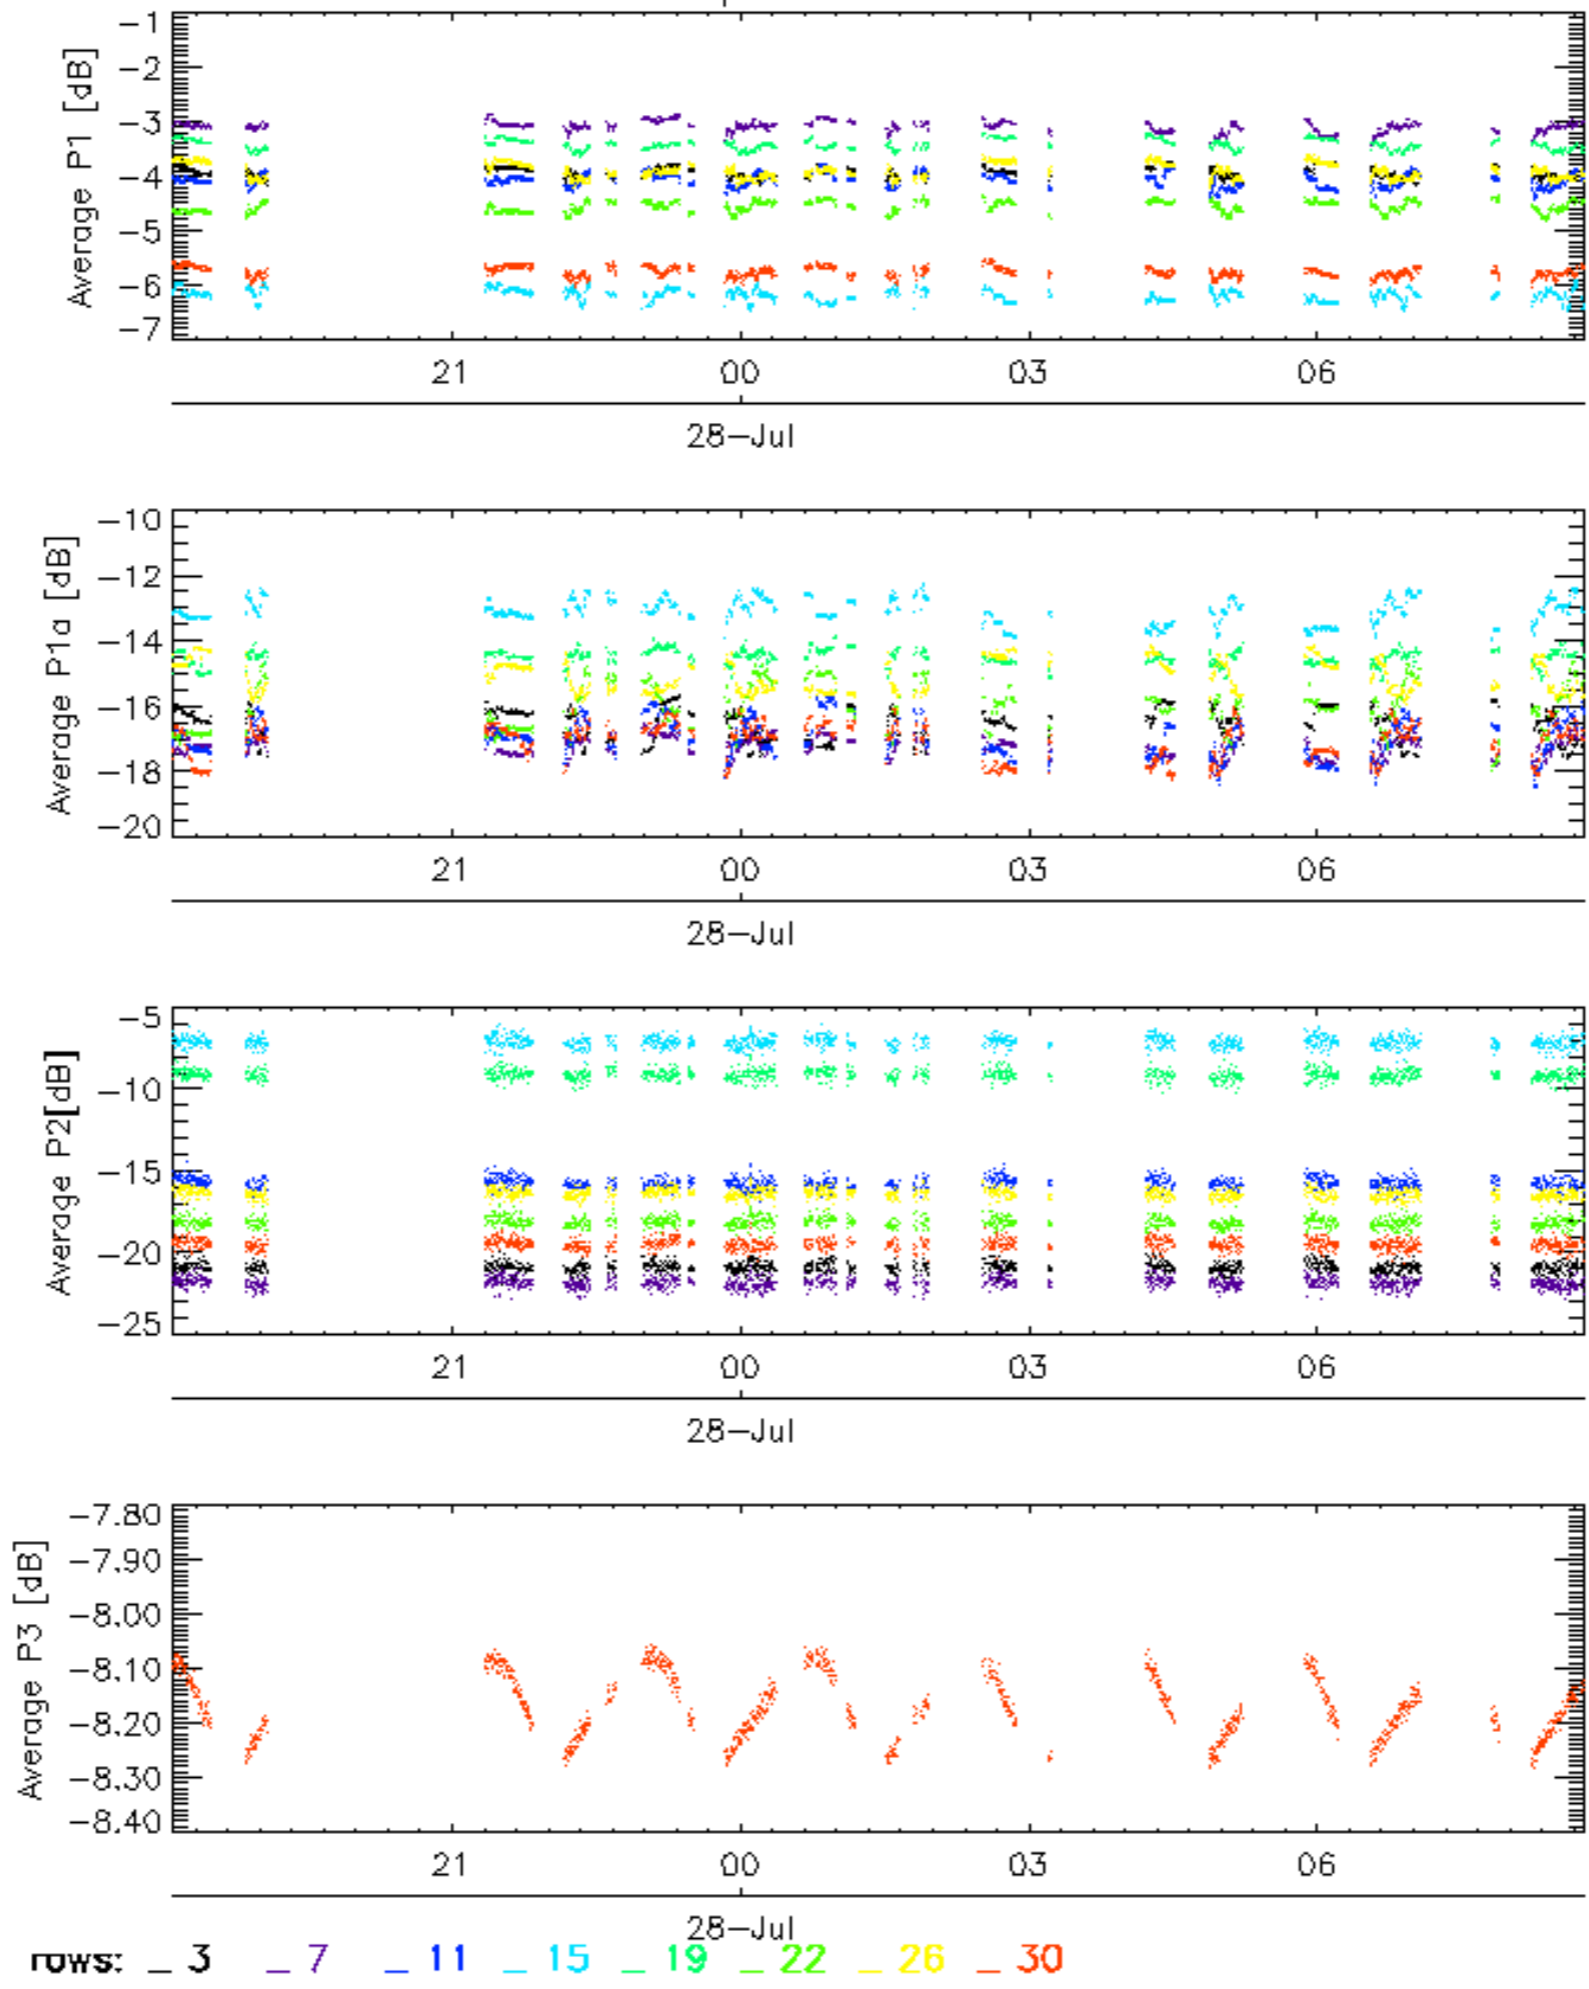 Average P1 [dB]
-1
-2
-3
-4
-5
-6
-7
21 00 03 06
28-Jul
Average P1a [dB]
-10
-12
-14
-16
-18
-20
21 00 03 06
28-Jul
Average P2[dB]
-5
-10
-15
-20
-25
21 00 03 06
28-Jul
Average P3 [dB]
-7.80
-7.90
-8.00
-8.10
-8.20
-8.30
-8.40
21 00 03 06
28-Jul
rows: _ 3 _ 7 _ 11 _ 15 _ 19 _ 22 _ 26 _ 30